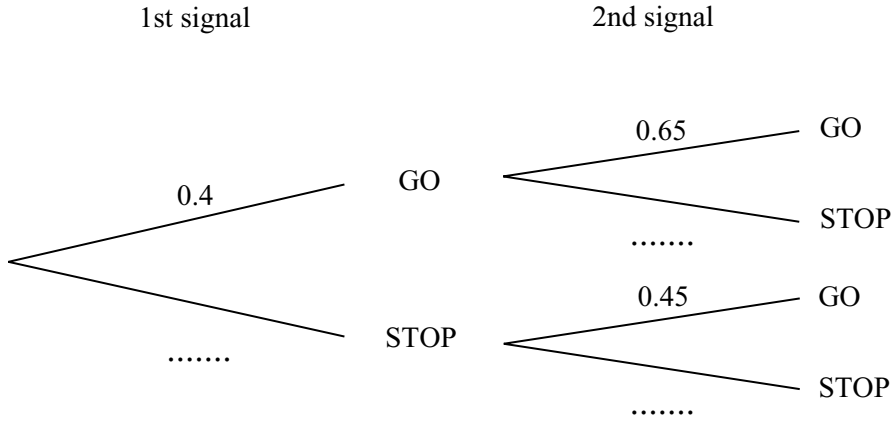 1st signal 2nd signal
0.65 GO
0.4 GO
STOP
.......
0.45 GO
STOP
.......
STOP
.......